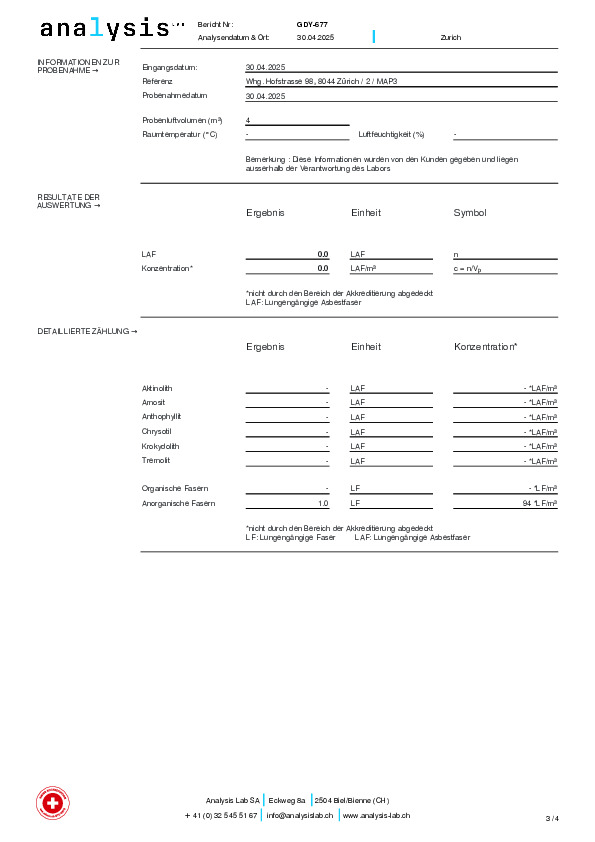 analysis
Bericht Nr: GDY-677
Analysendatum & Ort: 30.04.2025 Zürich
INFORMATIONEN ZUR
PROBENAHME →
Eingangsdatum: 30.04.2025
Referenz Whg. Hofstrasse 98, 8044 Zürich / 2 / MAP3
Probenahmedatum 30.04.2025
Probenluftvolumen (m³) 4
Raumtemperatur (°C) - Luftfeuchtigkeit (%) -
Bemerkung : Diese Informationen wurden von den Kunden gegeben und liegen
ausserhalb der Verantwortung des Labors
RESULTATE DER
AUSWERTUNG →
Ergebnis Einheit Symbol
LAF 0.0 LAF n
Konzentration* 0.0 LAF/m³ c = n/Vp
*nicht durch den Bereich der Akkreditierung abgedeckt
LAF: Lungengängige Asbestfaser
DETAILLIERTE ZÄHLUNG →
Ergebnis Einheit Konzentration*
Aktinolith - LAF - *LAF/m³
Amosit - LAF - *LAF/m³
Anthophyllit - LAF - *LAF/m³
Chrysotil - LAF - *LAF/m³
Krokydolith - LAF - *LAF/m³
Tremolit - LAF - *LAF/m³
Organische Fasern - LF - *LF/m³
Anorganische Fasern 1.0 LF 94 *LF/m³
*nicht durch den Bereich der Akkreditierung abgedeckt
LF: Lungengängige Faser LAF: Lungengängige Asbestfaser
Analysis Lab SA | Eckweg 8a | 2504 Biel/Bienne (CH)
+ 41 (0) 32 545 51 67 | info@analysislab.ch | www.analysis-lab.ch
3 / 4